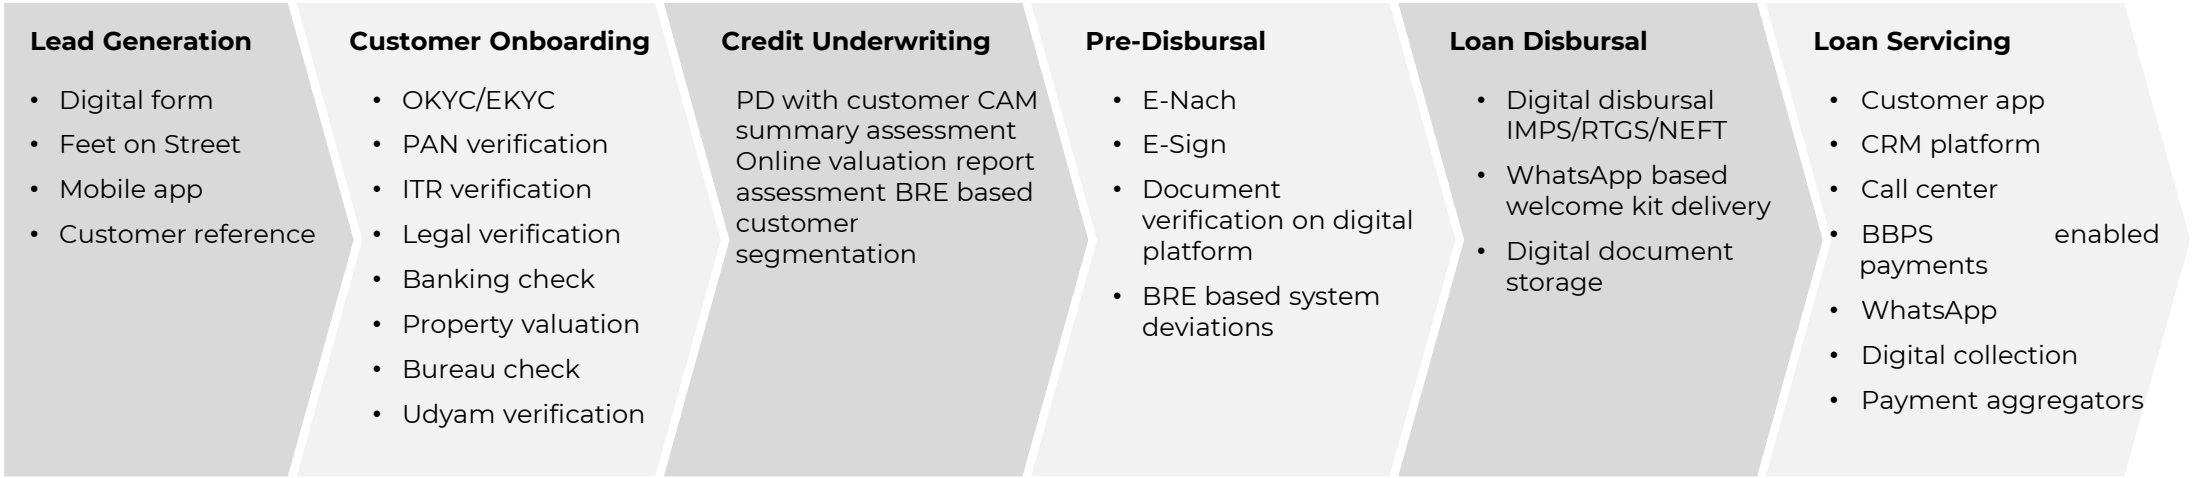 Lead Generation
• Digital form
• Feet on Street
• Mobile app
• Customer reference
Customer Onboarding
• OKYC/EKYC
• PAN verification
• ITR verification
• Legal verification
• Banking check
• Property valuation
• Bureau check
• Udyam verification
Credit Underwriting
PD with customer CAM
summary assessment
Online valuation report
assessment BRE based
customer
segmentation
Pre-Disbursal
• E-Nach
• E-Sign
• Document
verification on digital
platform
• BRE based system
deviations
Loan Disbursal
• Digital disbursal
IMPS/RTGS/NEFT
• WhatsApp based
welcome kit delivery
• Digital document
storage
Loan Servicing
• Customer app
• CRM platform
• Call center
• BBPS enabled
payments
• WhatsApp
• Digital collection
• Payment aggregators